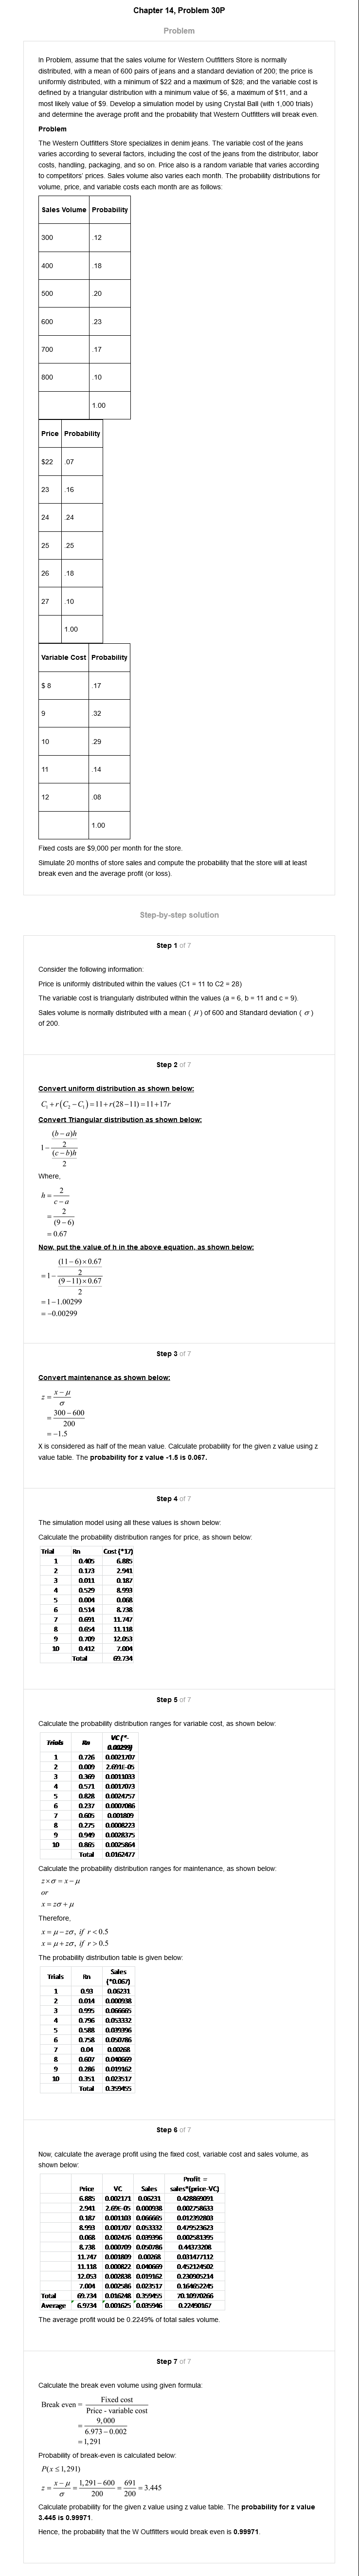 Chapter 14, Problem 30P
Problem
In Problem, assume that the sales volume for Western Outfitters Store is normally
distributed, with a mean of 600 pairs of jeans and a standard deviation of 200; the price is
uniformly distributed, with a minimum of $22 and a maximum of $28; and the variable cost is
defined by a triangular distribution with a minimum value of $6, a maximum of $11, and a
most likely value of $9. Develop a simulation model by using Crystal Ball (with 1,000 trials)
and determine the average profit and the probability that Western Outfitters will break even.
Problem
The Western Outfitters Store specializes in denim jeans. The variable cost of the jeans
varies according to several factors, including the cost of jeans from the distributor, labor
costs, handling, packaging, and so on. Price also is a random variable that varies according
to competitors' prices. Sales volume also varies each month. The probability distributions for
volume, price, and variable costs each month are as follows:
Sales Volume Probability
300 .12
400 .18
500 .20
600 .23
700 .17
800 .10
1.00
Price Probability
$22 .07
23 .16
24 .24
25 .25
26 .18
27 .10
1.00
Variable Cost Probability
$ 8 .17
9 .32
10 .29
11 .14
12 .08
1.00
Fixed costs are $9,000 per month for the store.
Simulate 20 months of store sales and compute the probability that the store will at least
break even and the average profit (or loss).
Step-by-step solution
Step 1 of 7
Consider the following information:
Price is uniformly distributed within the values (C1 = 11 to C2 = 28)
The variable cost is triangularly distributed within the values (a = 6, b = 11 and c = 9).
Sales volume is normally distributed with a mean ( μ ) of 600 and Standard deviation ( σ )
of 200.
Step 2 of 7
Convert uniform distribution as shown below:
C₁ + r(C₂ − C₁) = 11 + r(28 − 11) = 11 + 17r
Convert Triangular distribution as shown below:
(b − a)h
2
1 −
(c − b)h
2
Where,
h = 2
c − a
= 2
(9 − 6)
= 0.67
Now, put the value of h in the above equation, as shown below:
(11 − 6) × 0.67
2
= 1 −
(9 − 11) × 0.67
2
= 1 − 1.00299
= −0.00299
Step 3 of 7
Convert maintenance as shown below:
z = x − μ
σ
= 300 − 600
200
= −1.5
X is considered as half of the mean value. Calculate probability for the given z value using z
value table. The probability for z value -1.5 is 0.067.
Step 4 of 7
The simulation model using all these values is shown below:
Calculate the probability distribution ranges for price, as shown below:
Trial Rn Cost (*17)
1 0.405 6.885
2 0.173 2.941
3 0.011 0.187
4 0.529 8.993
5 0.004 0.068
6 0.514 8.738
7 0.691 11.747
8 0.654 11.118
9 0.709 12.053
10 0.412 7.004
Total 69.734
Step 5 of 7
Calculate the probability distribution ranges for variable cost, as shown below:
Trials Rn VC (*-
0.00299)
1 0.726 0.0021707
2 0.009 2.691E-05
3 0.369 0.0011033
4 0.571 0.0017073
5 0.828 0.0024757
6 0.237 0.0007086
7 0.605 0.001809
8 0.275 0.0008223
9 0.949 0.0028375
10 0.865 0.0025864
Total 0.0162477
Calculate the probability distribution ranges for maintenance, as shown below:
z × σ = x − μ
or
x = zσ + μ
Therefore,
x = μ − zσ, if r < 0.5
x = μ + zσ, if r > 0.5
The probability distribution table is given below:
Trials Rn Sales
(*0.067)
1 0.93 0.06231
2 0.014 0.000938
3 0.995 0.066665
4 0.796 0.053332
5 0.588 0.039396
6 0.758 0.050786
7 0.04 0.00268
8 0.607 0.040669
9 0.286 0.019162
10 0.351 0.023517
Total 0.359455
Step 6 of 7
Now, calculate the average profit using the fixed cost, variable cost and sales volume, as
shown below:
Profit =
Price VC Sales sales*(price-VC)
6.885 0.002171 0.06231 0.428869091
2.941 2.69E-05 0.000938 0.002758633
0.187 0.001103 0.066665 0.012392803
8.993 0.001707 0.053332 0.479523623
0.068 0.002476 0.039396 0.002581395
8.738 0.000709 0.050786 0.44373208
11.747 0.001809 0.00268 0.031477112
11.118 0.000822 0.040669 0.452124502
12.053 0.002838 0.019162 0.230905214
7.004 0.002586 0.023517 0.164652245
Total 69.734 0.016248 0.359455 70.10970266
Average 6.9734 0.001625 0.035946 0.22490167
The average profit would be 0.2249% of total sales volume.
Step 7 of 7
Calculate the break even volume using given formula:
Break even = Fixed cost
Price - variable cost
= 9,000
6.973 − 0.002
= 1,291
Probability of break-even is calculated below:
P(x ≤ 1,291)
z = x − μ / σ = 1,291 − 600 / 200 = 691 / 200 = 3.445
Calculate probability for the given z value using z value table. The probability for z value
3.445 is 0.99971.
Hence, the probability that the W Outfitters would break even is 0.99971.